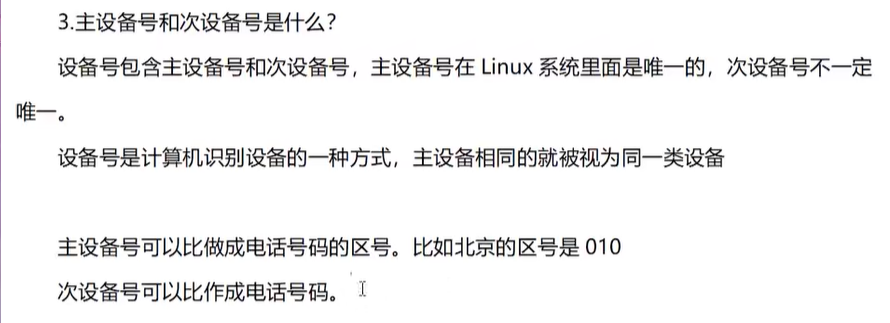 3.主设备号和次设备号是什么？
设备号包含主设备号和次设备号，主设备号在 Linux 系统里面是唯一的，次设备号不一定
唯一。
设备号是计算机识别设备的一种方式，主设备相同的就被视为同一类设备
主设备号可以比做成电话号码的区号。比如北京的区号是 010
次设备号可以比作成电话号码。